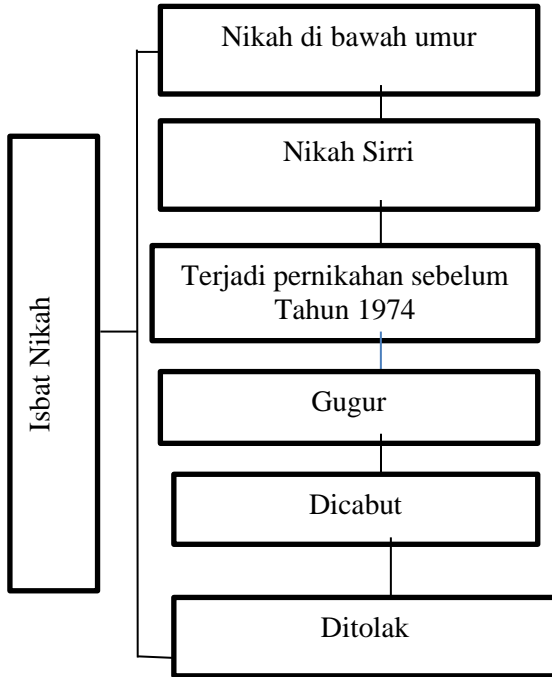 Isbat Nikah
Nikah di bawah umur
Nikah Sirri
Terjadi pernikahan sebelum
Tahun 1974
Gugur
Dicabut
Ditolak